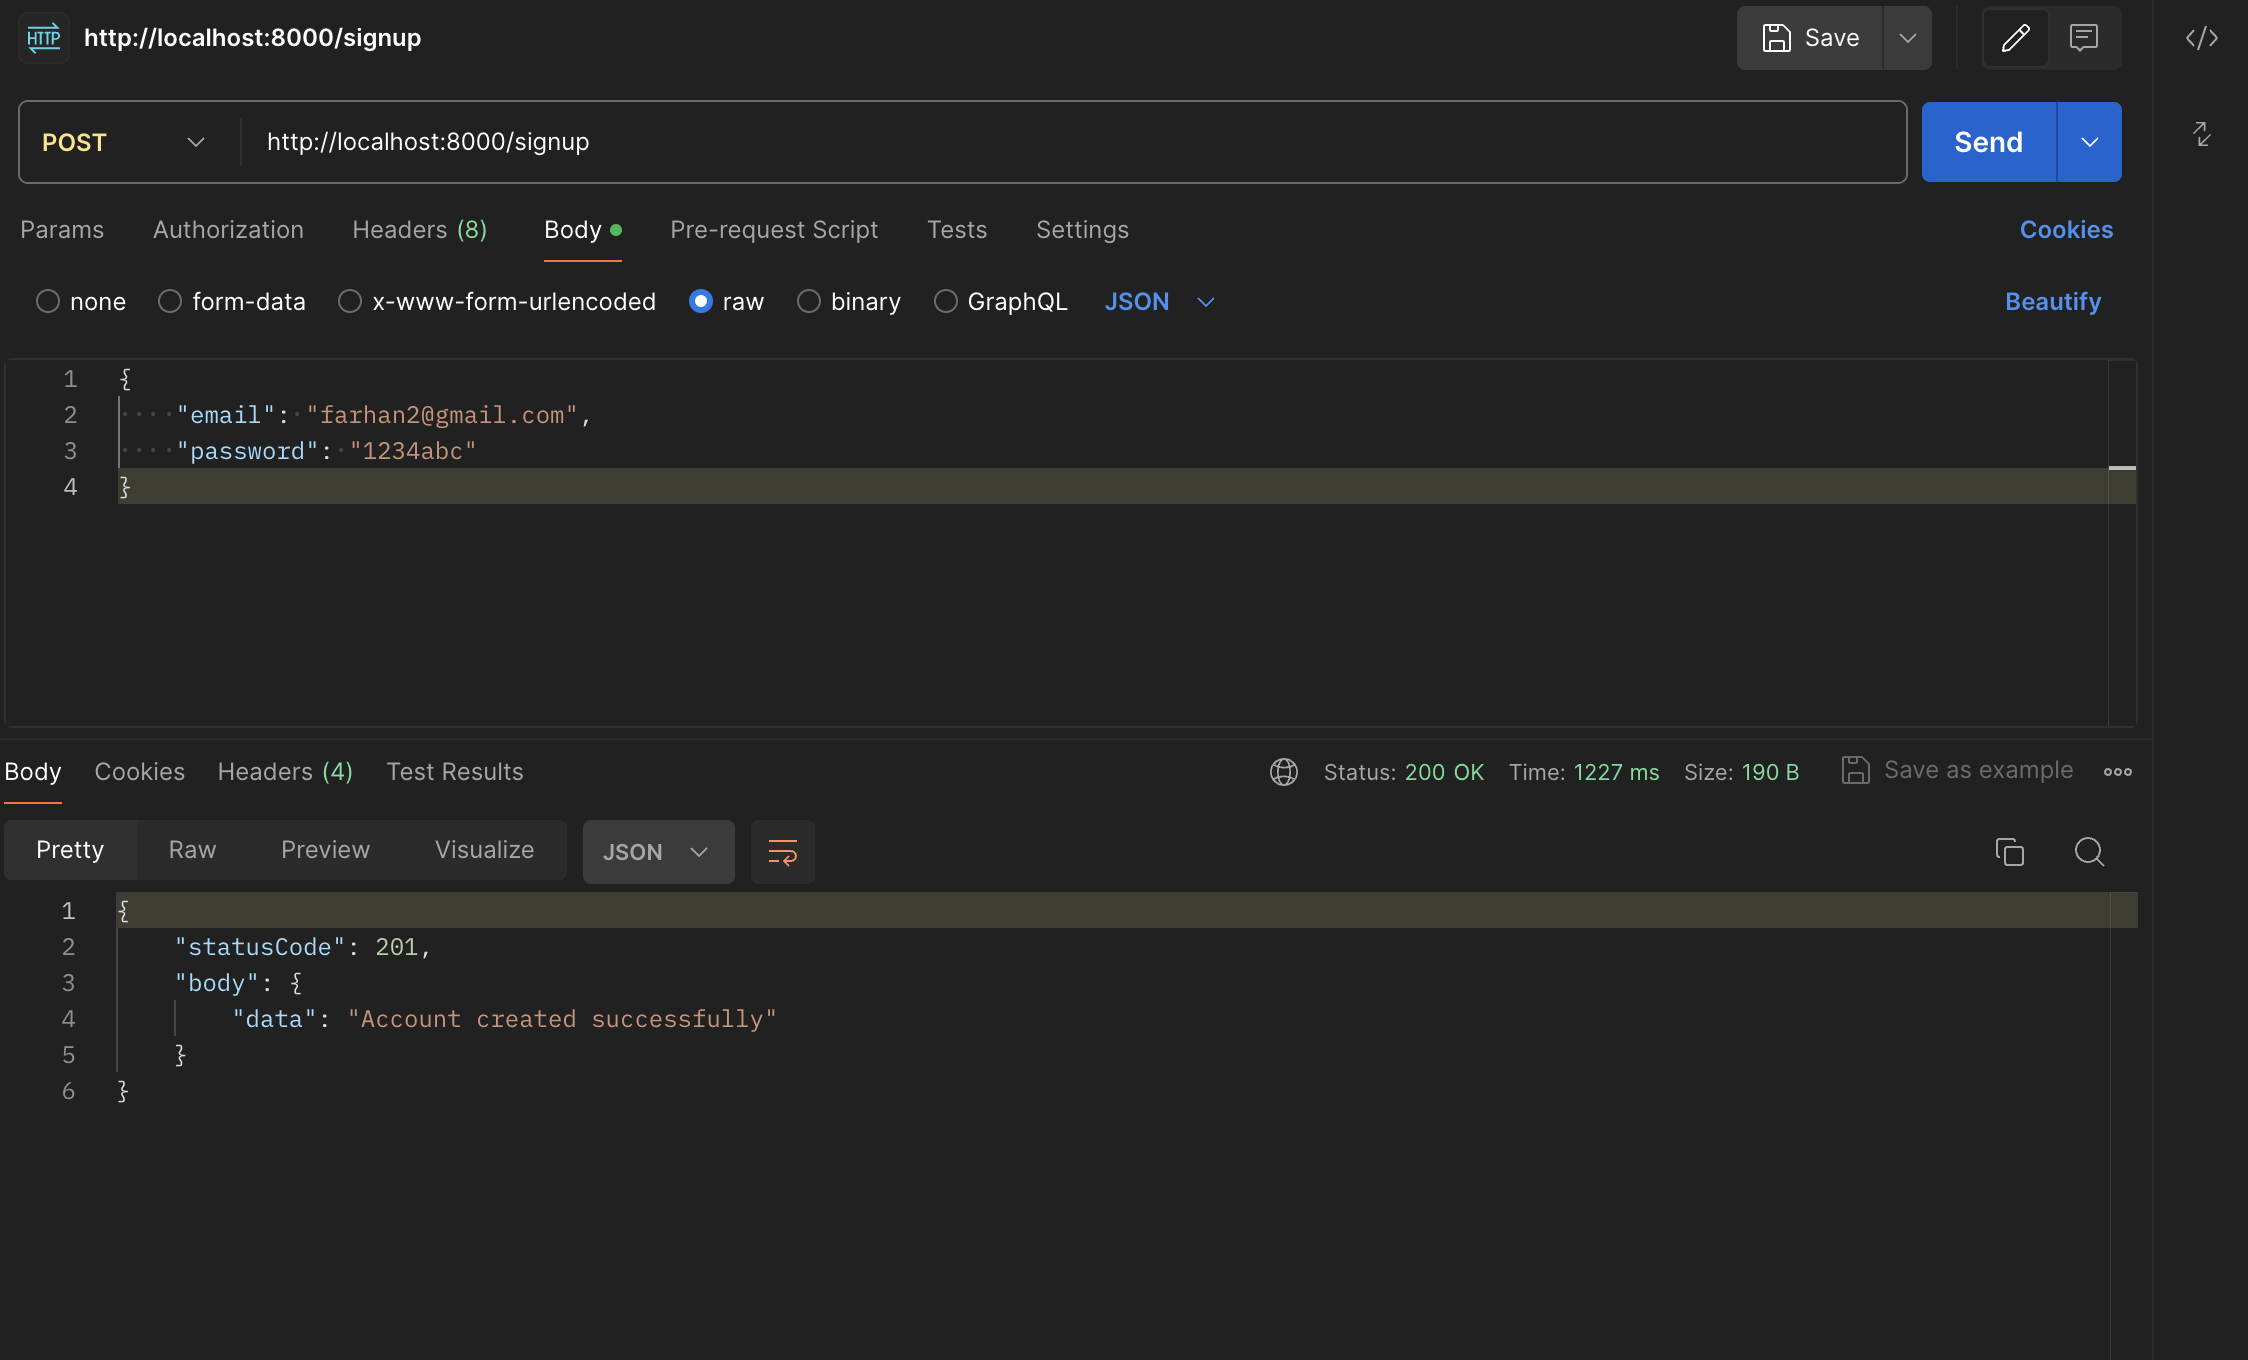 HTTP http://localhost:8000/signup Save
POST http://localhost:8000/signup Send
Params Authorization Headers (8) Body Pre-request Script Tests Settings Cookies
none form-data x-www-form-urlencoded raw binary GraphQL JSON Beautify
1 {
2 "email": "farhan2@gmail.com",
3 "password": "1234abc"
4 }
Body Cookies Headers (4) Test Results Status: 200 OK Time: 1227 ms Size: 190 B Save as example
Pretty Raw Preview Visualize JSON
1 {
2 "statusCode": 201,
3 "body": {
4 "data": "Account created successfully"
5 }
6 }